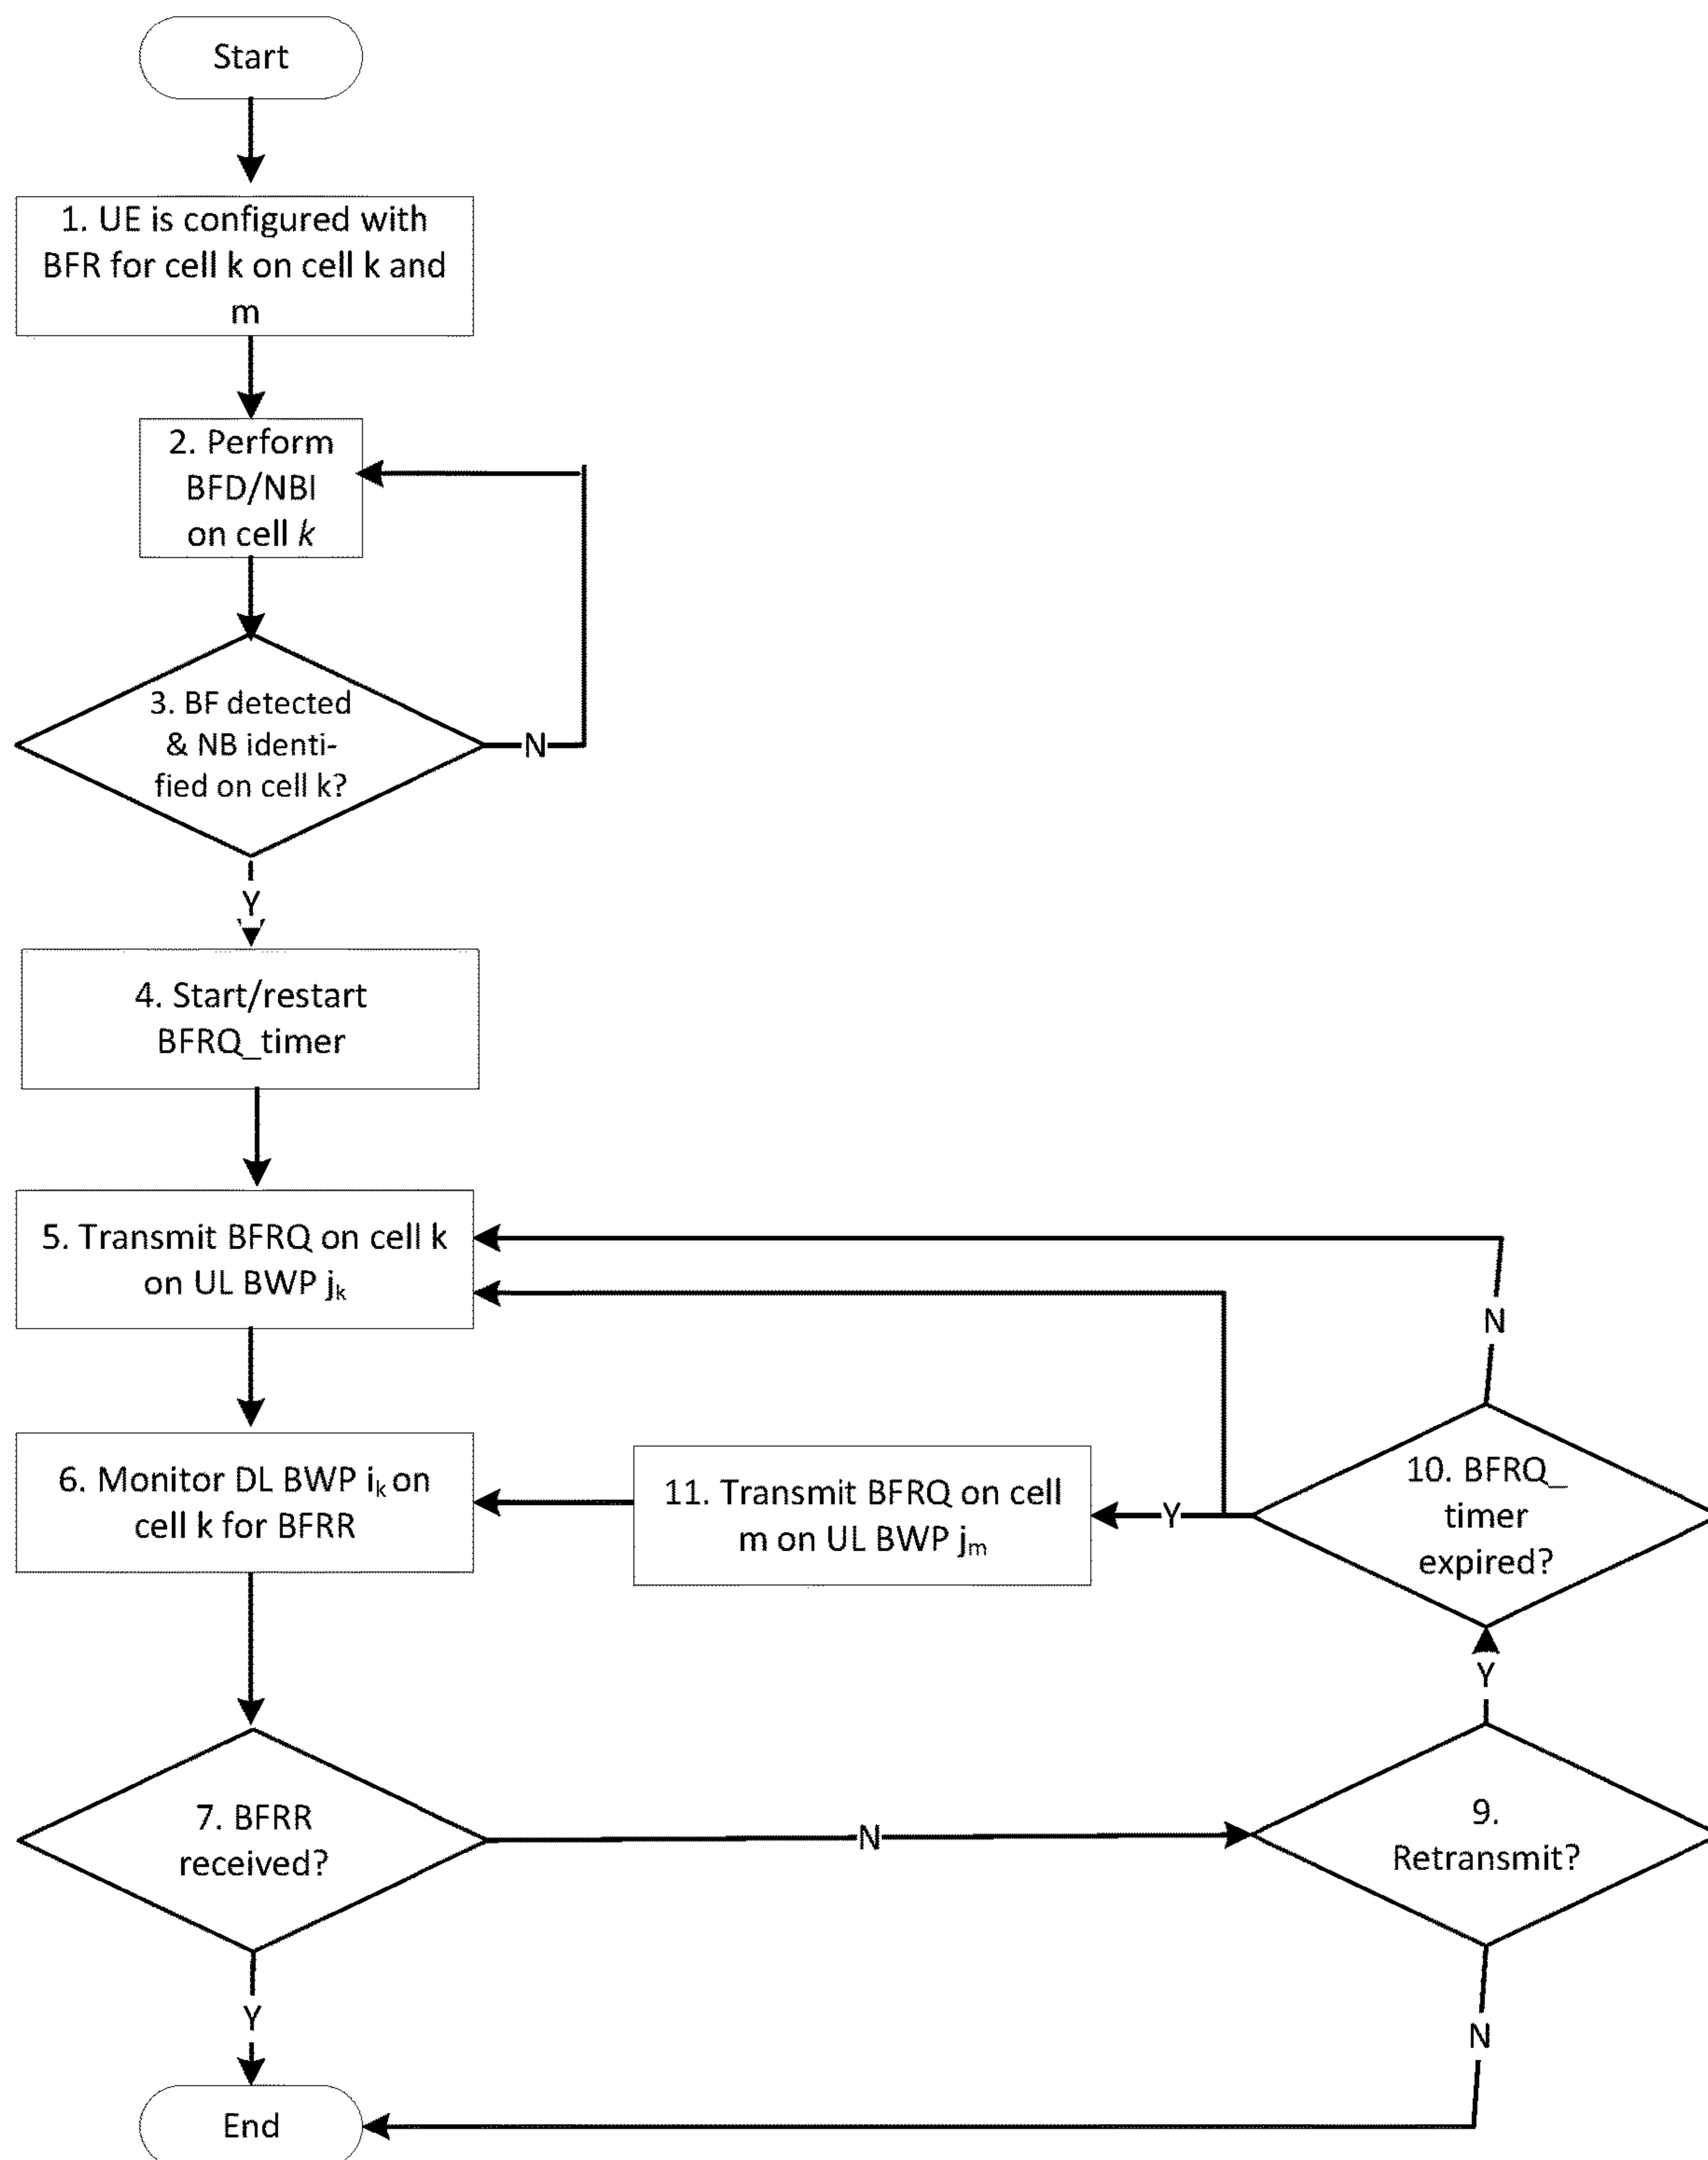 Start
1. UE is configured with
BFR for cell k on cell k and
m
2. Perform
BFD/NBI
on cell k
3. BF detected
& NB identi-
fied on cell k?
N
Y
4. Start/restart
BFRQ_timer
5. Transmit BFRQ on cell k
on UL BWP jk
N
6. Monitor DL BWP ik on
cell k for BFRR
11. Transmit BFRQ on cell
m on UL BWP jm
Y
10. BFRQ_
timer
expired?
Y
7. BFRR
received?
N
9.
Retransmit?
Y
N
End